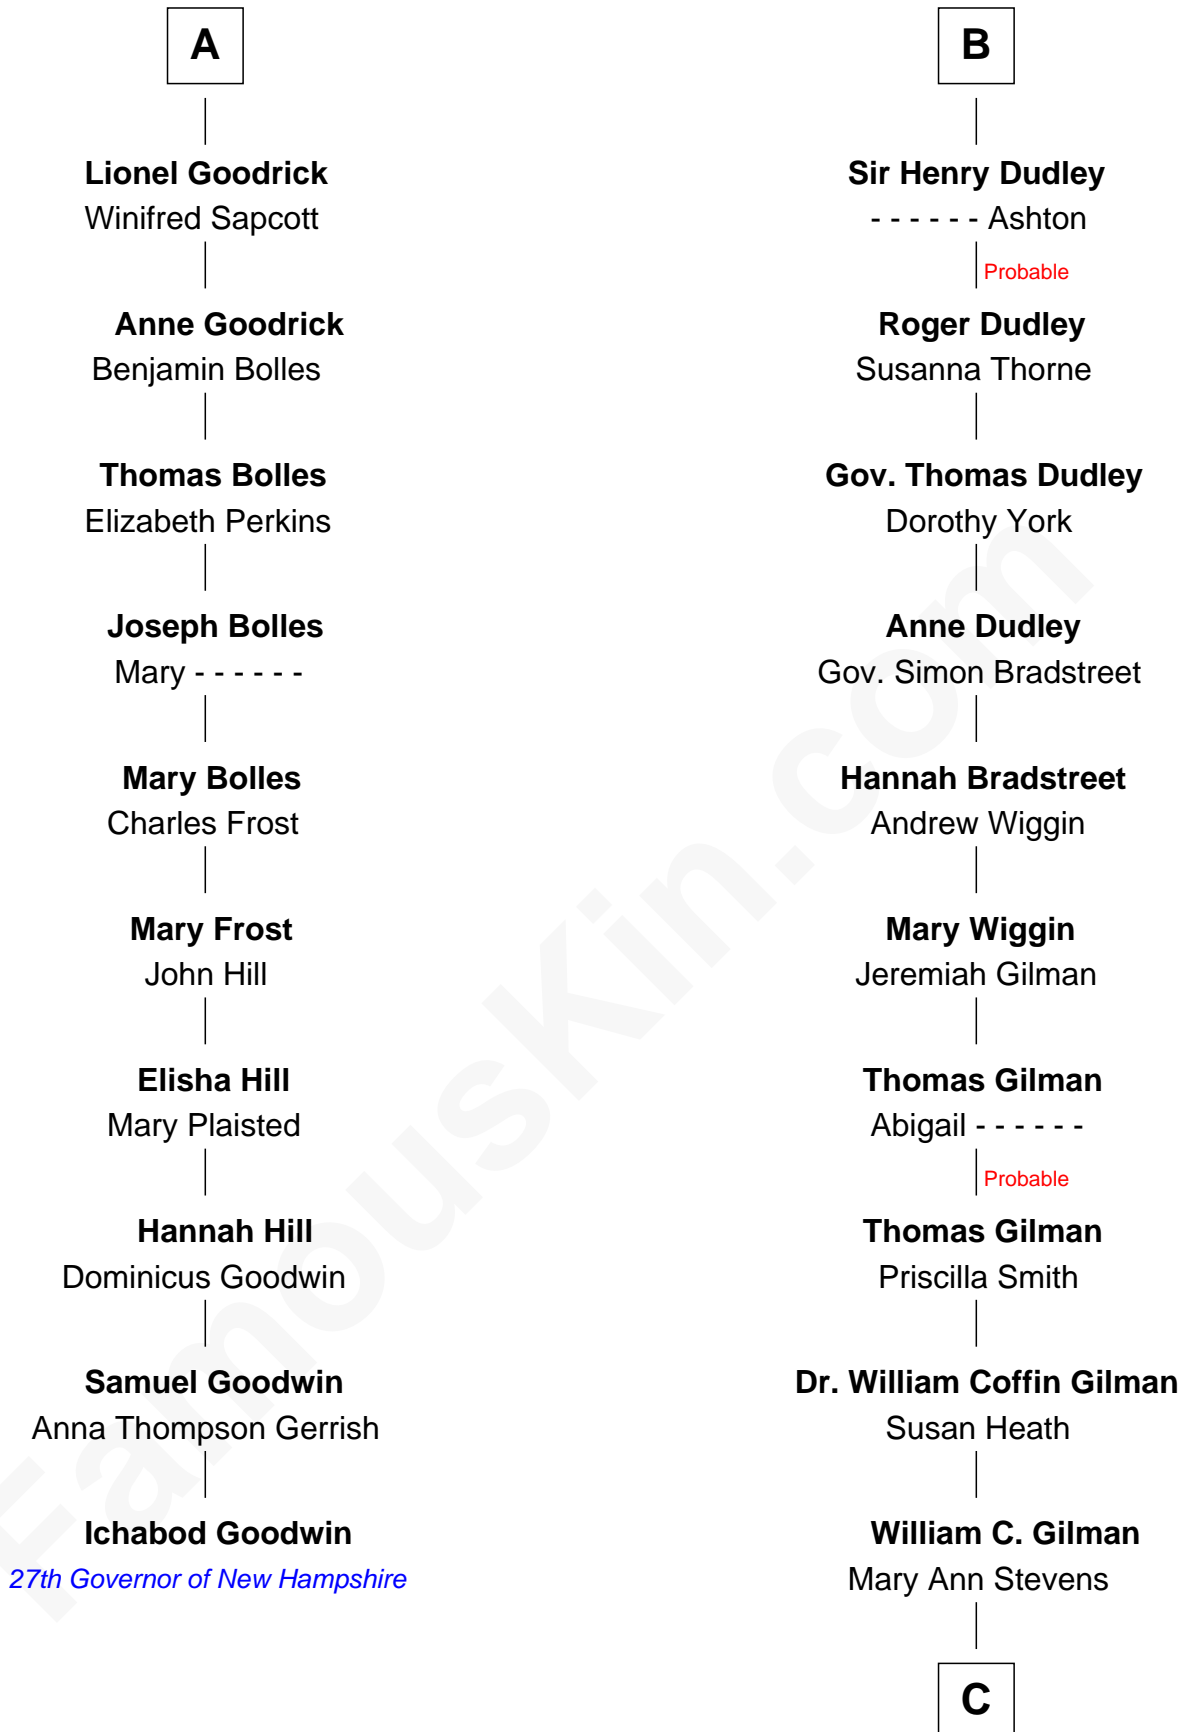 A
Lionel Goodrick
Winifred Sapcott
Anne Goodrick
Benjamin Bolles
Thomas Bolles
Elizabeth Perkins
Joseph Bolles
Mary - - - - - -
Mary Bolles
Charles Frost
Mary Frost
John Hill
Elisha Hill
Mary Plaisted
Hannah Hill
Dominicus Goodwin
Samuel Goodwin
Anna Thompson Gerrish
Ichabod Goodwin
27th Governor of New Hampshire
B
Sir Henry Dudley
- - - - - - Ashton
Probable
Roger Dudley
Susanna Thorne
Gov. Thomas Dudley
Dorothy York
Anne Dudley
Gov. Simon Bradstreet
Hannah Bradstreet
Andrew Wiggin
Mary Wiggin
Jeremiah Gilman
Thomas Gilman
Abigail - - - - - -
Probable
Thomas Gilman
Priscilla Smith
Dr. William Coffin Gilman
Susan Heath
William C. Gilman
Mary Ann Stevens
C
FamousKin.com